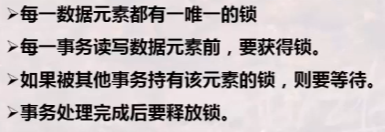 ➢每一数据元素都有一唯一的锁
➢每一事务读写数据元素前，要获得锁。
➢如果被其他事务持有该元素的锁，则要等待。
➢事务处理完成后要释放锁。